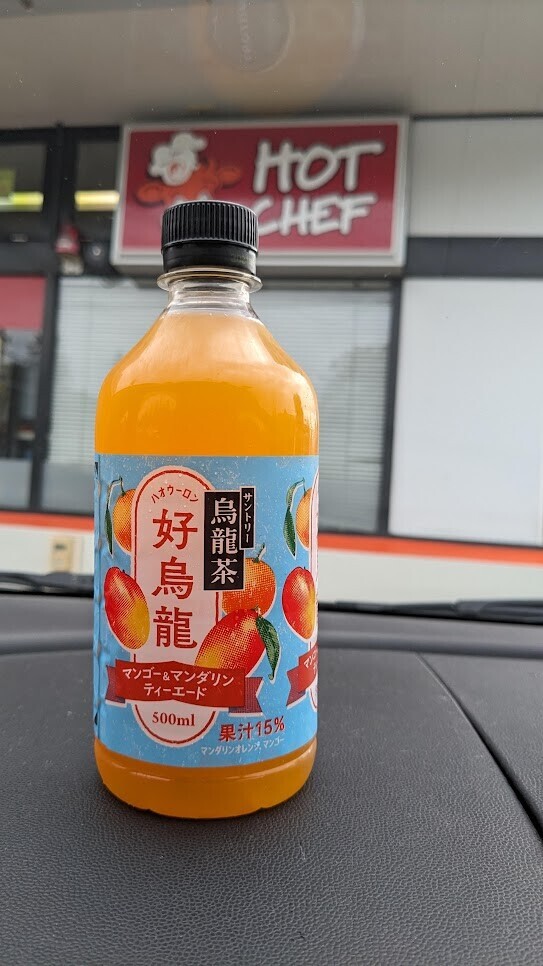 HOT
CHEF
ハオウーロン
好烏龍
サントリー
烏龍茶
マンゴー&マンダリン
ティーエード
500ml
果汁15%
マンダリンオレンジ、マンゴー